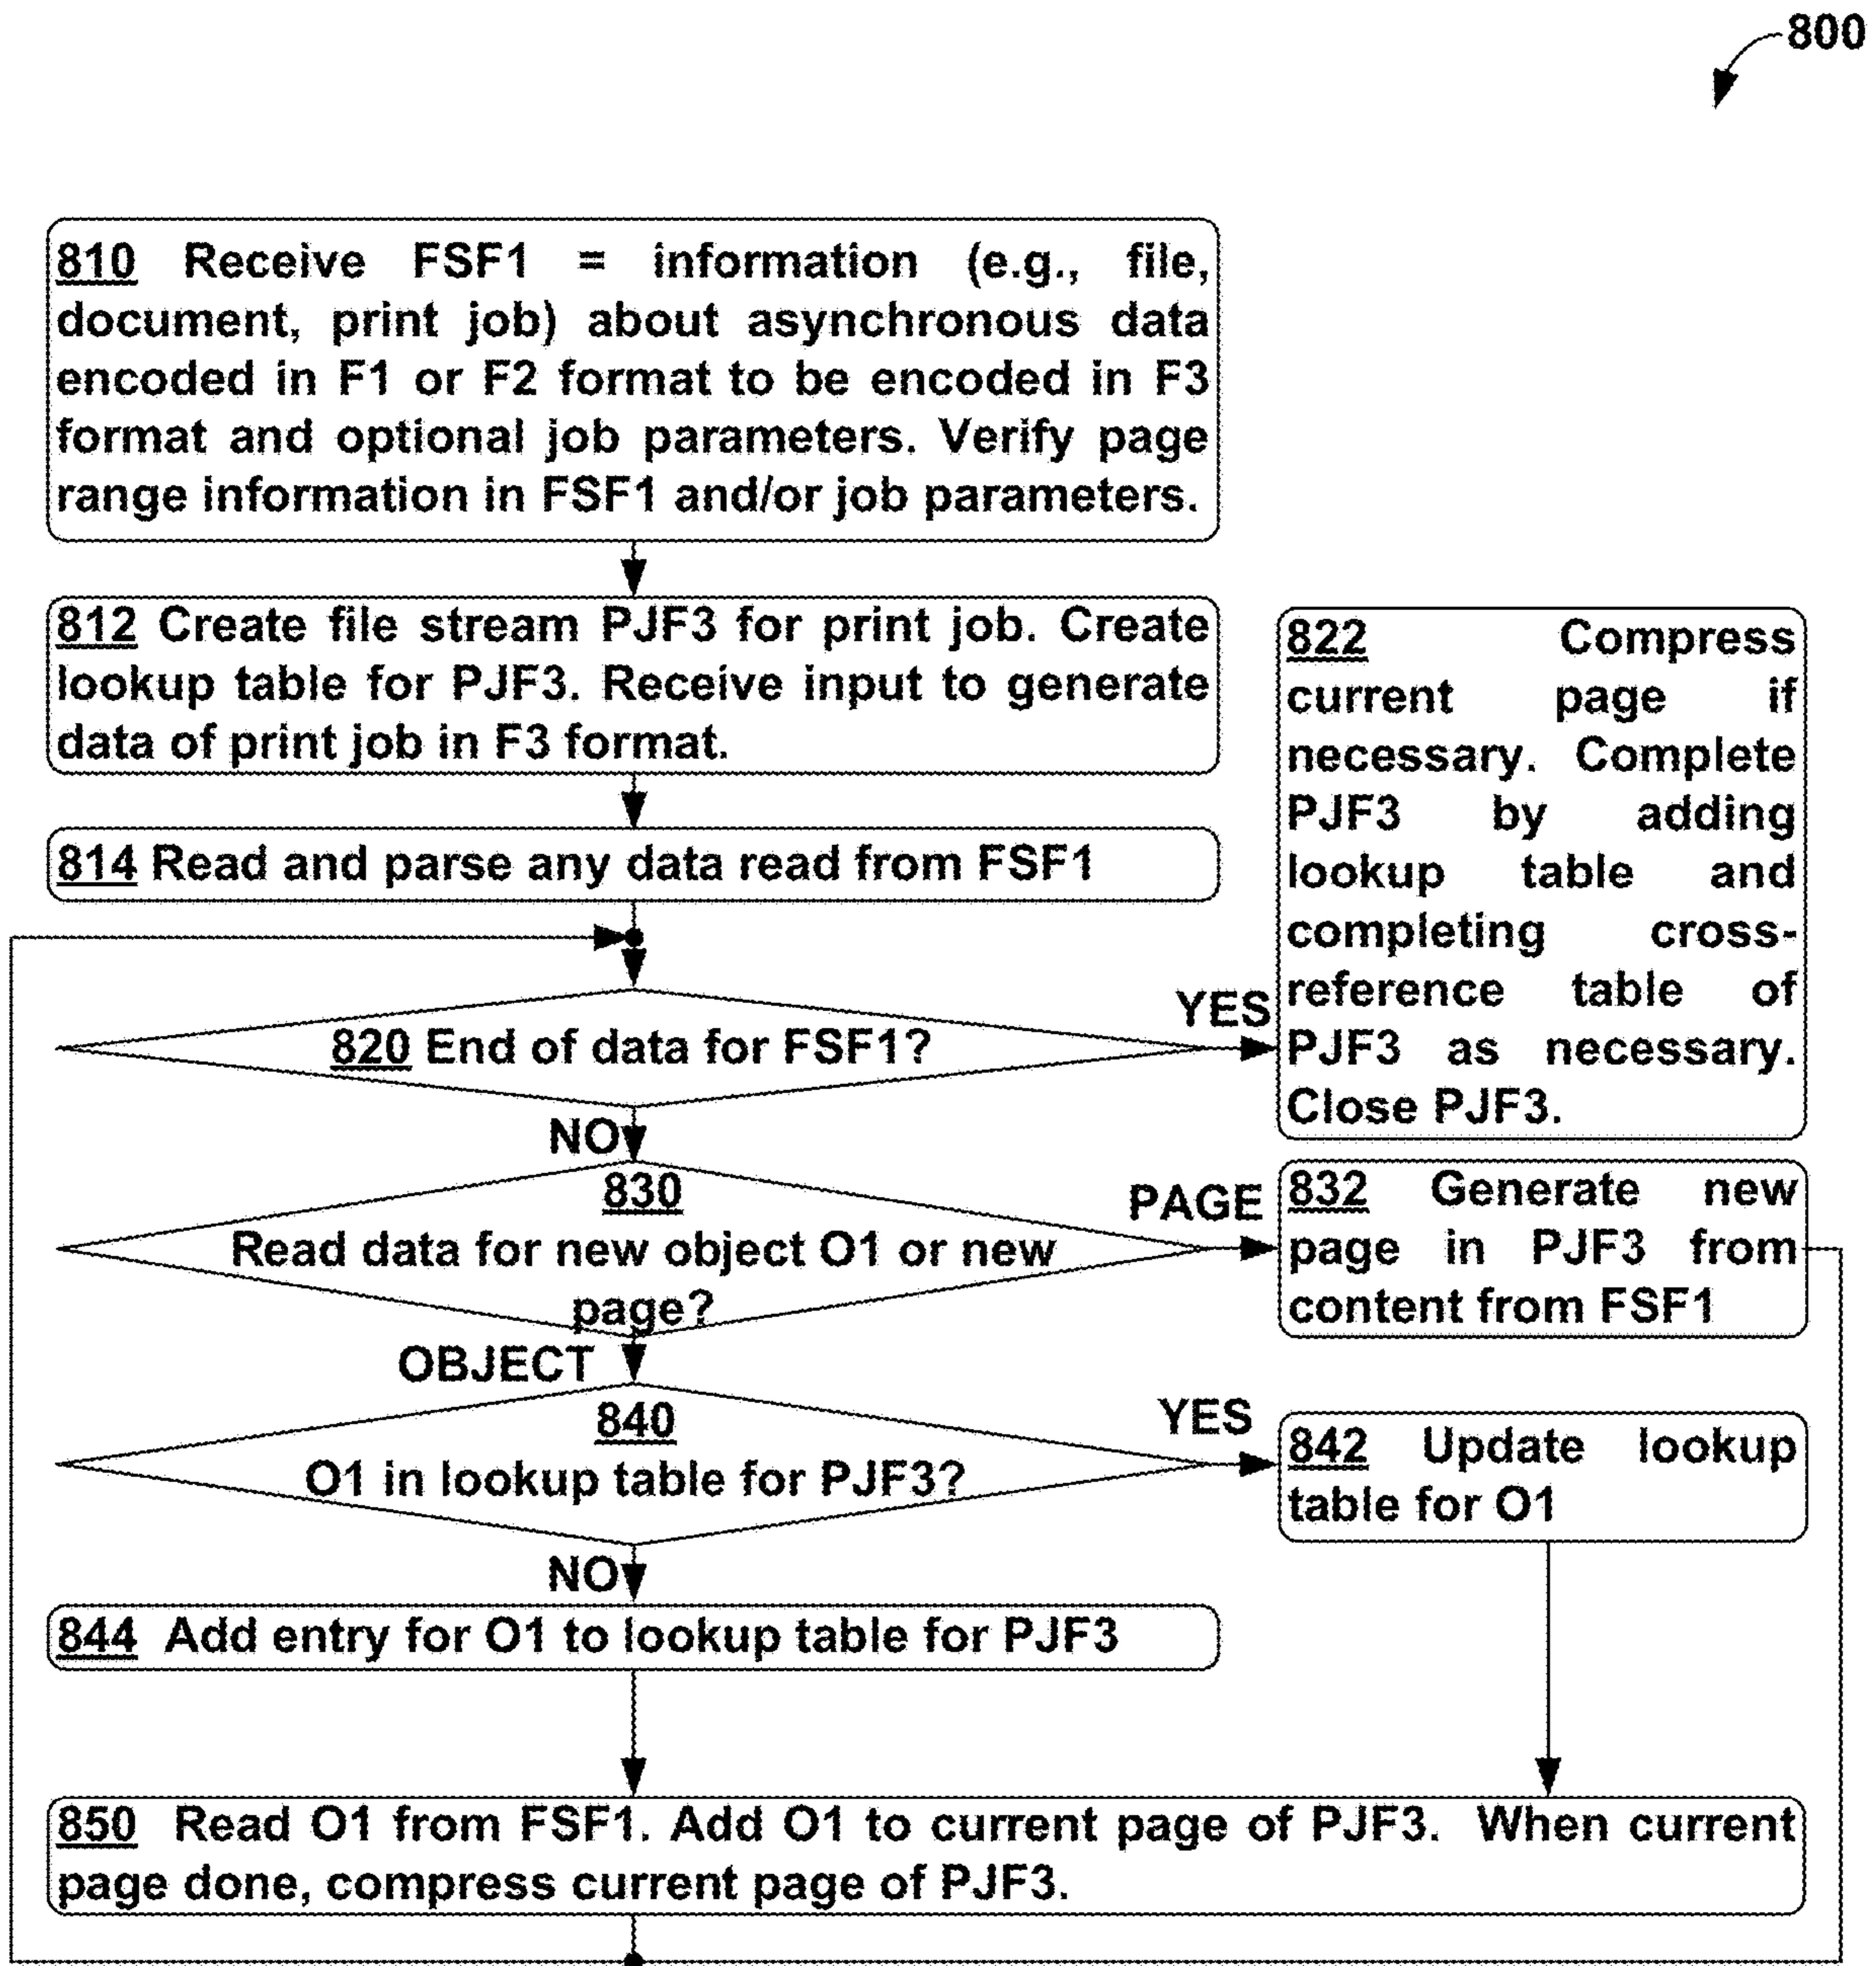 800
810 Receive FSF1 = information (e.g., file,
document, print job) about asynchronous data
encoded in F1 or F2 format to be encoded in F3
format and optional job parameters. Verify page
range information in FSF1 and/or job parameters.
812 Create file stream PJF3 for print job. Create
lookup table for PJF3. Receive input to generate
data of print job in F3 format.
814 Read and parse any data read from FSF1
820 End of data for FSF1?
YES
822 Compress
current page if
necessary. Complete
PJF3 by adding
lookup table and
completing cross-
reference table of
PJF3 as necessary.
Close PJF3.
NO
830
Read data for new object O1 or new
page?
PAGE
832 Generate new
page in PJF3 from
content from FSF1
OBJECT
840
O1 in lookup table for PJF3?
YES
842 Update lookup
table for O1
NO
844 Add entry for O1 to lookup table for PJF3
850 Read O1 from FSF1. Add O1 to current page of PJF3. When current
page done, compress current page of PJF3.